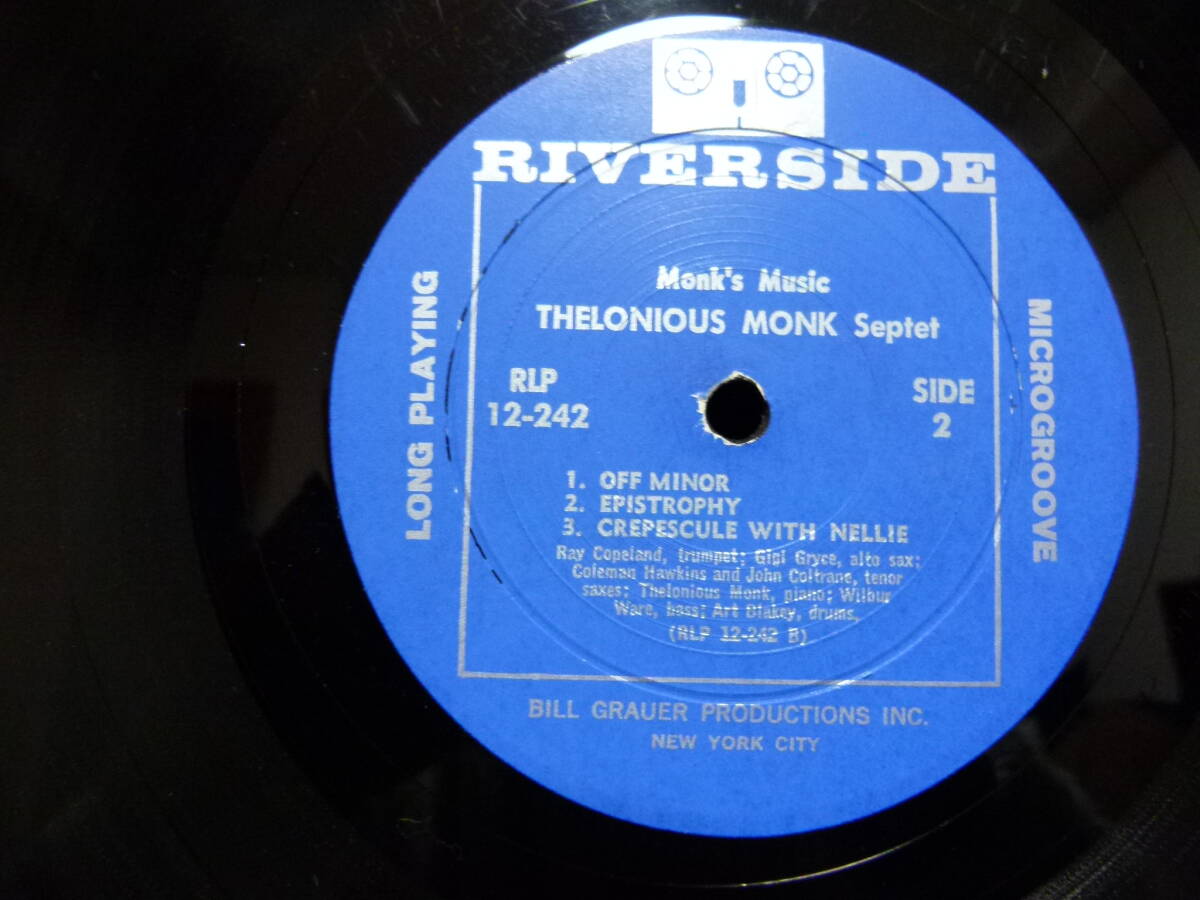 RIVERSIDE
LONG PLAYING
MICROGROOVE
Monk's Music
THELONIOUS MONK Septet
RLP
12-242
SIDE
2
1. OFF MINOR
2. EPISTROPHY
3. CREPESCULE WITH NELLIE
Ray Copeland, trumpet; Gigi Gryce, alto sax;
Coleman Hawkins and John Coltrane, tenor
saxes; Thelonious Monk, piano; Wilbur
Ware, bass; Art Blakey, drums.
(RLP 12-242 B)
BILL GRAUER PRODUCTIONS INC.
NEW YORK CITY